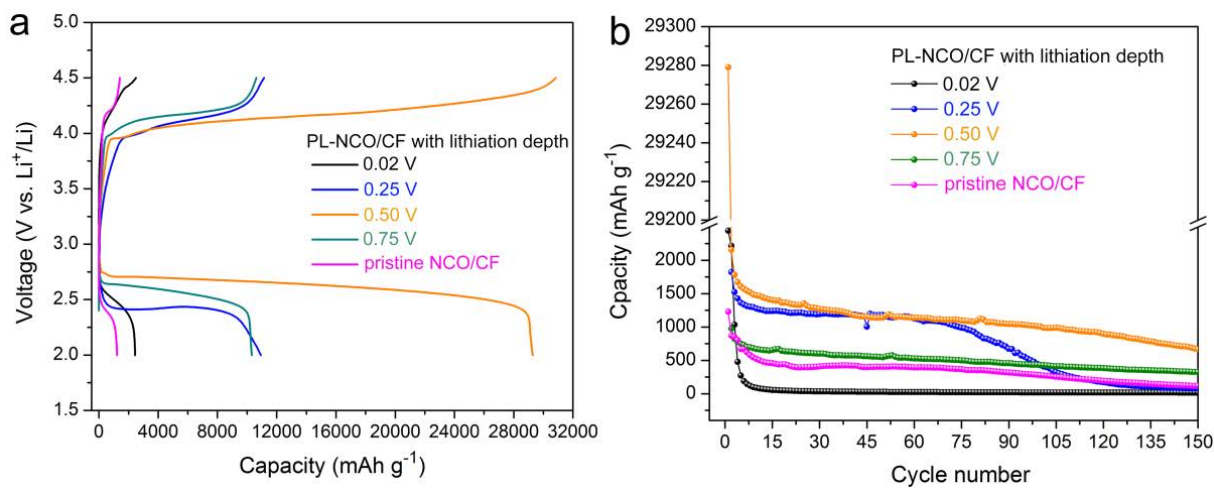 a
5.0
4.5
4.0
3.5
3.0
2.5
2.0
1.5
Voltage (V vs. Li⁺/Li)
PL-NCO/CF with lithiation depth
0.02 V
0.25 V
0.50 V
0.75 V
pristine NCO/CF
0 4000 8000 12000 16000 20000 24000 28000 32000
Capacity (mAh g⁻¹)
b
29300
29280
29260
29240
29220
29200
2000
1500
1000
500
0
Cpacity (mAh g⁻¹)
PL-NCO/CF with lithiation depth
0.02 V
0.25 V
0.50 V
0.75 V
pristine NCO/CF
0 15 30 45 60 75 90 105 120 135 150
Cycle number